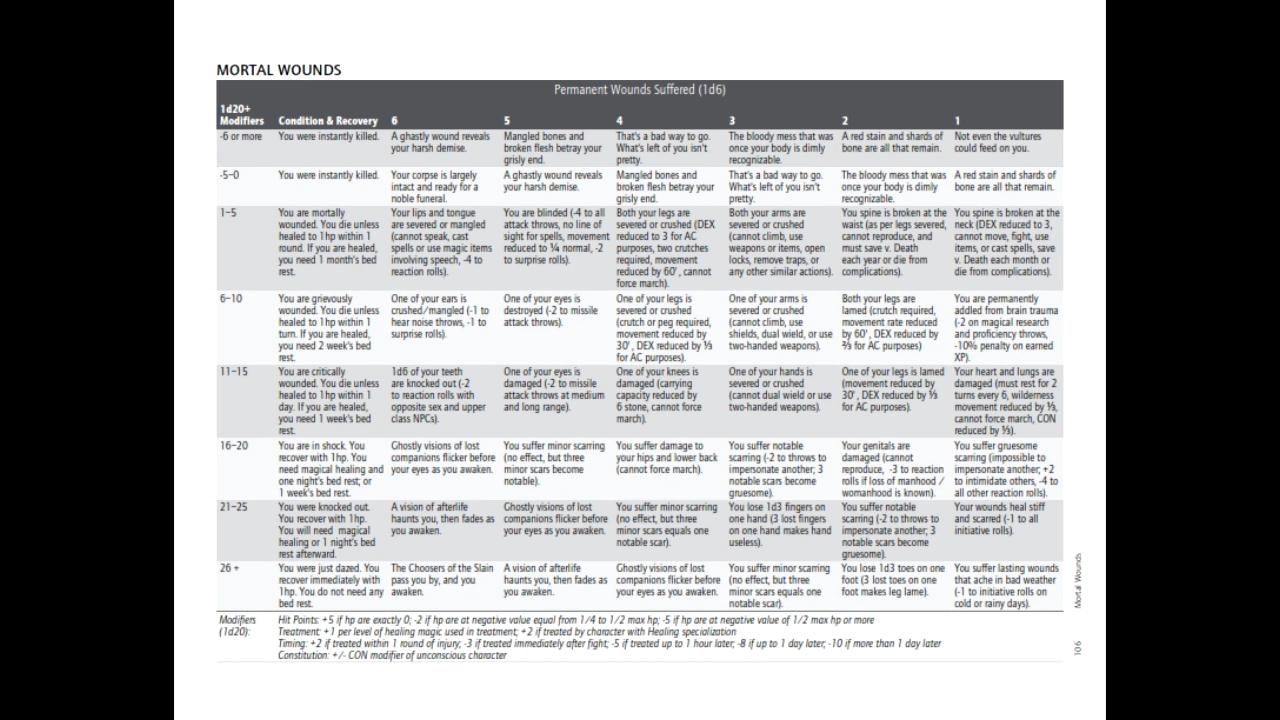 MORTAL WOUNDS
Permanent Wounds Suffered (1d6)
1d20+
Modifiers
Condition & Recovery
6
5
4
3
2
1
-6 or more
You were instantly killed.
A ghastly wound reveals
your harsh demise.
Mangled bones and
broken flesh betray your
grisly end.
That's a bad way to go.
What's left of you isn't
pretty.
The bloody mess that was
once your body is dimly
recognizable.
A red stain and shards of
bone are all that remain.
Not even the vultures
could feed on you.
-5–0
You were instantly killed.
Your corpse is largely
intact and ready for a
noble funeral.
A ghastly wound reveals
your harsh demise.
Mangled bones and
broken flesh betray your
grisly end.
That's a bad way to go.
What's left of you isn't
pretty.
The bloody mess that was
once your body is dimly
recognizable.
A red stain and shards of
bone are all that remain.
1–5
You are mortally
wounded. You die unless
healed to 1hp within 1
round. If you are healed,
you need 1 month's bed
rest.
Your lips and tongue
are severed or mangled
(cannot speak, cast
spells or use magic items
involving speech, -4 to
reaction rolls).
You are blinded (-4 to all
attack throws, no line of
sight for spells, movement
reduced to ¼ normal, -2
to surprise rolls).
Both your legs are
severed or crushed (DEX
reduced to 3 for AC
purposes, two crutches
required, movement
reduced by 60', cannot
force march).
Both your arms are
severed or crushed
(cannot climb, use
weapons or items, open
locks, remove traps, or
any other similar actions).
You spine is broken at the
waist (as per legs severed,
cannot reproduce, and
must save v. Death
each year or die from
complications).
You spine is broken at the
neck (DEX reduced to 3,
cannot move, fight, use
items, or cast spells, save
v. Death each month or
die from complications).
6–10
You are grievously
wounded. You die unless
healed to 1hp within 1
turn. If you are healed,
you need 2 week's bed
rest.
One of your ears is
crushed/mangled (-1 to
hear noise throws, -1 to
surprise rolls).
One of your eyes is
destroyed (-2 to missile
attack throws).
One of your legs is
severed or crushed
(crutch or peg required,
movement reduced by
30', DEX reduced by ⅓
for AC purposes).
One of your arms is
severed or crushed
(cannot climb, use
shields, dual wield, or use
two-handed weapons).
Both your legs are
lamed (crutch required,
movement rate reduced
by 60', DEX reduced by
⅔ for AC purposes)
You are permanently
addled from brain trauma
(-2 on magical research
and proficiency throws,
-10% penalty on earned
XP).
11–15
You are critically
wounded. You die unless
healed to 1hp within 1
day. If you are healed,
you need 1 week's bed
rest.
1d6 of your teeth
are knocked out (-2
to reaction rolls with
opposite sex and upper
class NPCs).
One of your eyes is
damaged (-2 to missile
attack throws at medium
and long range).
One of your knees is
damaged (carrying
capacity reduced by
6 stone, cannot force
march).
One of your hands is
severed or crushed
(cannot dual wield or use
two-handed weapons).
One of your legs is lamed
(movement reduced by
30', DEX reduced by ⅓
for AC purposes).
Your heart and lungs are
damaged (must rest for 2
turns every 6, wilderness
movement reduced by ⅓,
cannot force march, CON
reduced by ⅓).
16–20
You are in shock. You
recover with 1hp. You
need magical healing and
one night's bed rest; or
1 week's bed rest.
Ghostly visions of lost
companions flicker before
your eyes as you awaken.
You suffer minor scarring
(no effect, but three
minor scars become
notable).
You suffer damage to
your hips and lower back
(cannot force march).
You suffer notable
scarring (-2 to throws to
impersonate another; 3
notable scars become
gruesome).
Your genitals are
damaged (cannot
reproduce, -3 to reaction
rolls if loss of manhood /
womanhood is known).
You suffer gruesome
scarring (impossible to
impersonate another, +2
to intimidate others, -4 to
all other reaction rolls).
21–25
You were knocked out.
You recover with 1hp.
You will need magical
healing or 1 night's bed
rest afterward.
A vision of afterlife
haunts you, then fades as
you awaken.
Ghostly visions of lost
companions flicker before
your eyes as you awaken.
You suffer minor scarring
(no effect, but three
minor scars equals one
notable scar).
You lose 1d3 fingers on
one hand (3 lost fingers
on one hand makes hand
useless).
You suffer notable
scarring (-2 to throws to
impersonate another; 3
notable scars become
gruesome).
Your wounds heal stiff
and scarred (-1 to all
initiative rolls).
26 +
You were just dazed. You
recover immediately with
1hp. You do not need any
bed rest.
The Choosers of the Slain
pass you by, and you
awaken.
A vision of afterlife
haunts you, then fades as
you awaken.
Ghostly visions of lost
companions flicker before
your eyes as you awaken.
You suffer minor scarring
(no effect, but three
minor scars equals one
notable scar).
You lose 1d3 toes on one
foot (3 lost toes on one
foot makes leg lame).
You suffer lasting wounds
that ache in bad weather
(-1 to initiative rolls on
cold or rainy days).
Modifiers
(1d20):
Hit Points: +5 if hp are exactly 0; -2 if hp are at negative value equal from 1/4 to 1/2 max hp; -5 if hp are at negative value of 1/2 max hp or more
Treatment: +1 per level of healing magic used in treatment; +2 if treated by character with Healing specialization
Timing: +2 if treated within 1 round of injury; -3 if treated immediately after fight; -5 if treated up to 1 hour later; -8 if up to 1 day later; -10 if more than 1 day later
Constitution: +/- CON modifier of unconscious character
Mortal Wounds
106